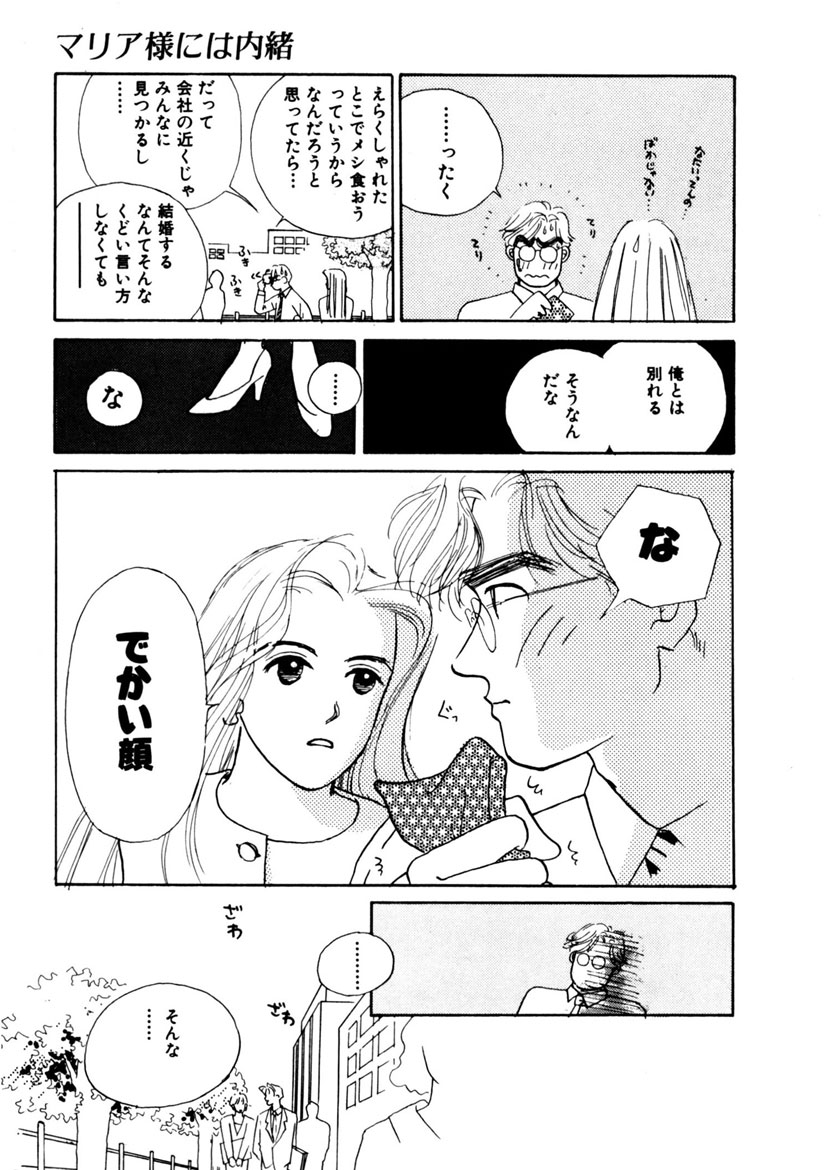 マリア様には内緒
……ったく
なにいってんの
ばかじゃない…
てり
てり
えらくしゃれた
とこでメシ食おう
っていうから
なんだろうと
思ってたら…
だって
会社の近くじゃ
みんなに
見つかるし
……
結婚する
なんてそんな
くどい言い方
しなくても
ふき
ふき
俺とは
別れる
そうなん
だな
……
な
な
ぐっ
でかい顔
……
ざわ
ざわ
そんな
……